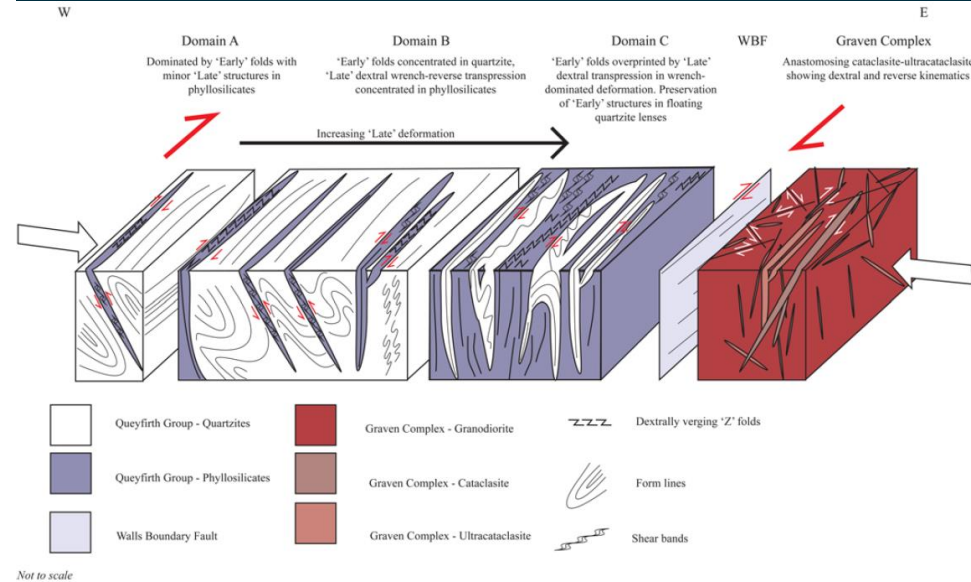 W
E
Domain A
Domain B
Domain C
WBF
Graven Complex
Dominated by ‘Early’ folds with
minor ‘Late’ structures in
phyllosilicates
‘Early’ folds concentrated in quartzite,
‘Late’ dextral wrench-reverse transpression
concentrated in phyllosilicates
‘Early’ folds overprinted by ‘Late’
dextral transpression in wrench-
dominated deformation. Preservation
of ‘Early’ structures in floating
quartzite lenses
Anastomosing cataclasite-ultracataclasite
showing dextral and reverse kinematics
Increasing ‘Late’ deformation
Queyfirth Group - Quartzites
Queyfirth Group - Phyllosilicates
Walls Boundary Fault
Graven Complex - Granodiorite
Graven Complex - Cataclasite
Graven Complex - Ultracataclasite
Dextrally verging ‘Z’ folds
Form lines
Shear bands
Not to scale